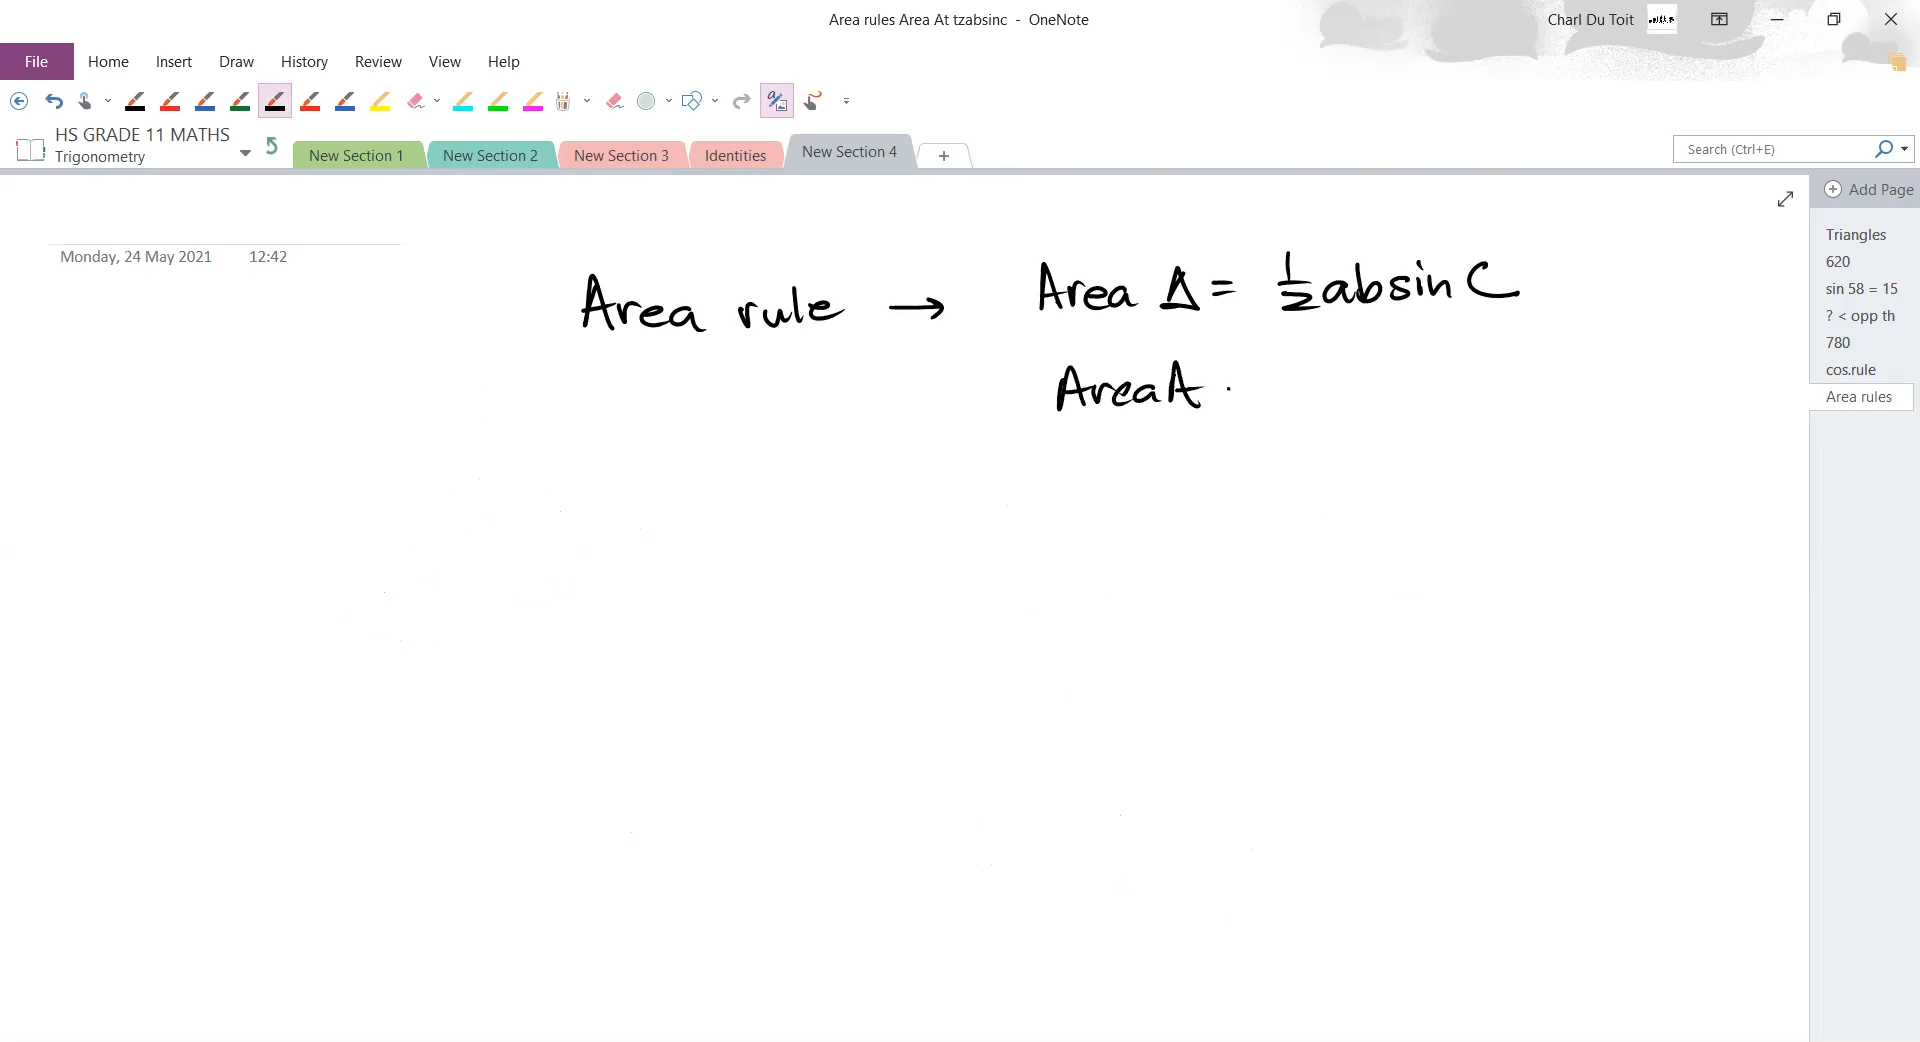 Area rules Area At tzabsinc - OneNote
Charl Du Toit
File Home Insert Draw History Review View Help
HS GRADE 11 MATHS
Trigonometry
New Section 1 New Section 2 New Section 3 Identities New Section 4 +
Search (Ctrl+E)
Add Page
Triangles
620
sin 58 = 15
? < opp th
780
cos.rule
Area rules
Monday, 24 May 2021 12:42
Area rule → Area Δ = ½ absin C
Area A ·